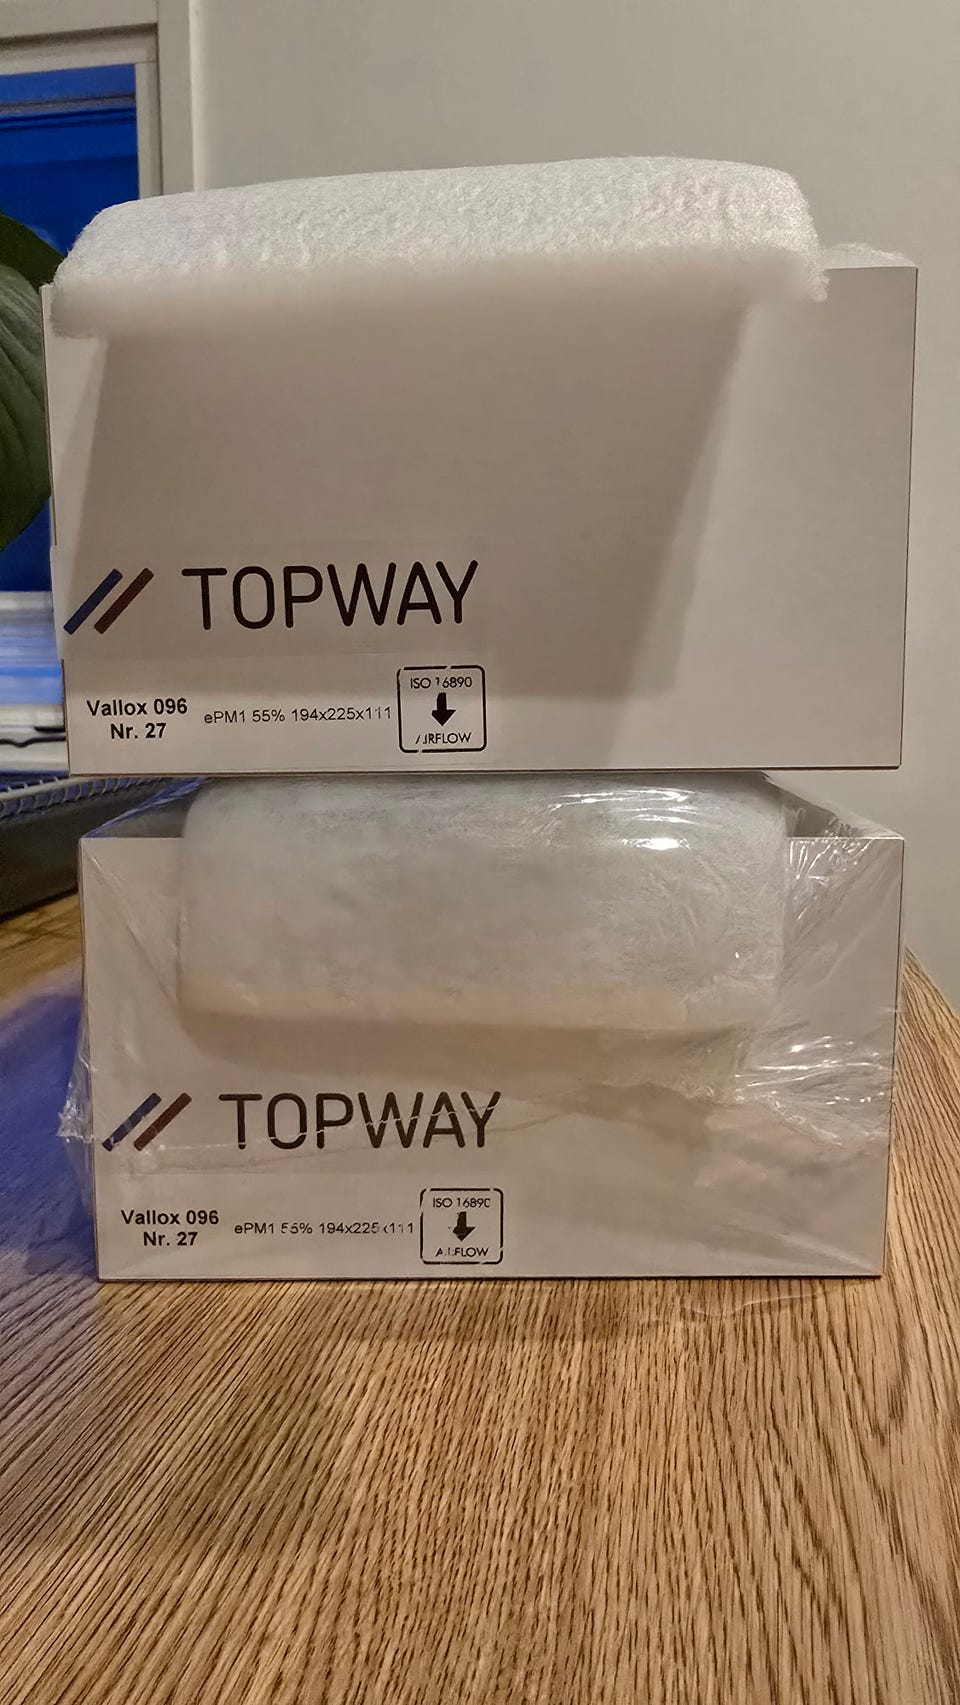 TOPWAY
Vallox 096
Nr. 27
ePM1 55% 194x225x111
ISO 16890
AIRFLOW
TOPWAY
Vallox 096
Nr. 27
ePM1 55% 194x225x111
ISO 16890
AIRFLOW